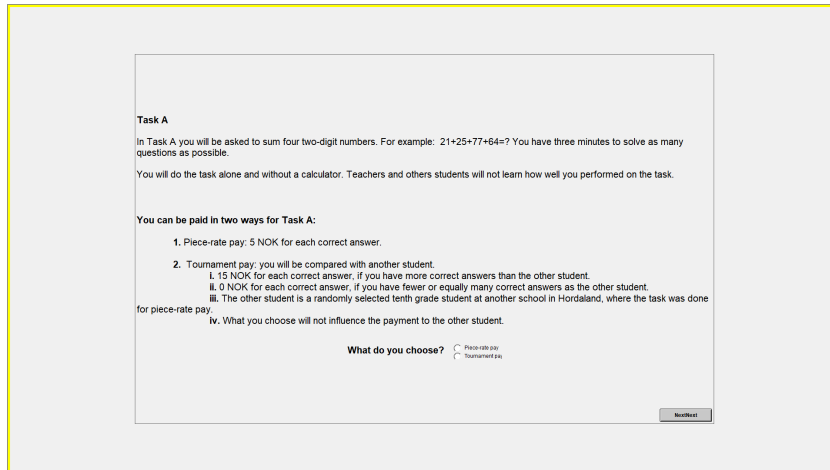 Task A
In Task A you will be asked to sum four two-digit numbers. For example: 21+25+77+64=? You have three minutes to solve as many
questions as possible.
You will do the task alone and without a calculator. Teachers and others students will not learn how well you performed on the task.
You can be paid in two ways for Task A:
1. Piece-rate pay: 5 NOK for each correct answer.
2. Tournament pay: you will be compared with another student.
i. 15 NOK for each correct answer, if you have more correct answers than the other student.
ii. 0 NOK for each correct answer, if you have fewer or equally many correct answers as the other student.
iii. The other student is a randomly selected tenth grade student at another school in Hordaland, where the task was done
for piece-rate pay.
iv. What you choose will not influence the payment to the other student.
What do you choose? Piece-rate pay
Tournament pay
NextNext